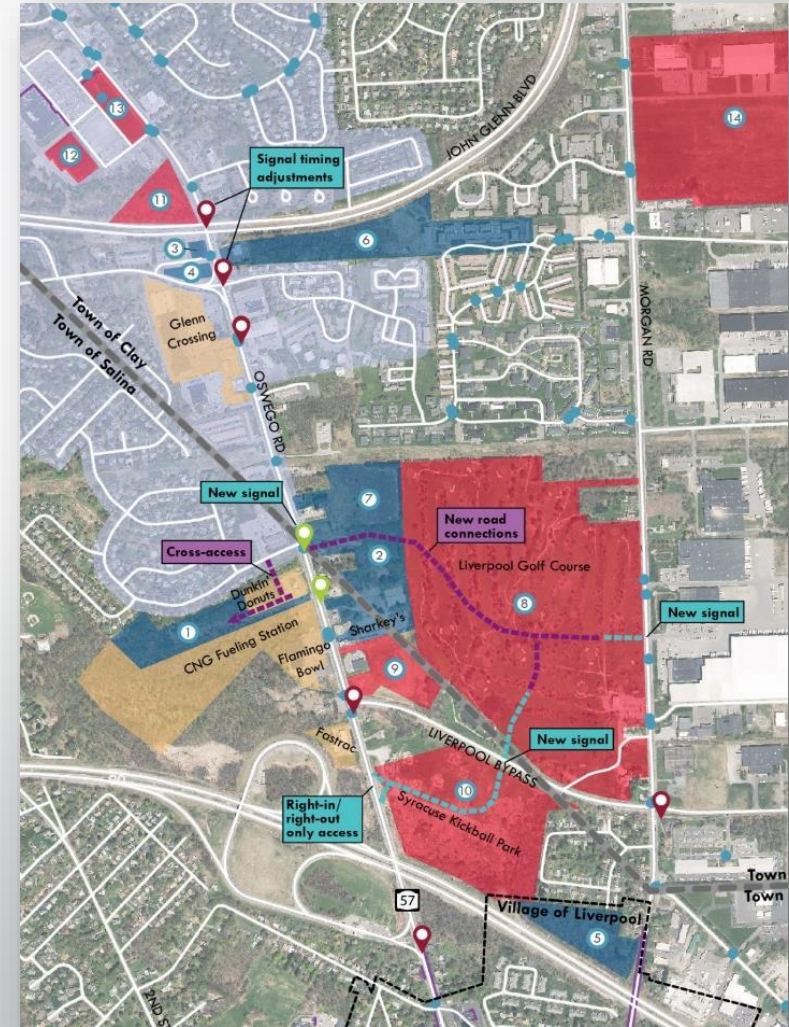 13
14
12
JOHN GLENN BLVD
Signal timing
adjustments
11
3
6
4
Glenn
Crossing
Town of Clay
Town of Salina
MORGAN RD
OSWEGO RD
New signal
7
New road
connections
Cross-access
2
Liverpool Golf Course
Dunkin'
Donuts
8
New signal
1
Sharkey's
CNG Fueling Station
Flamingo
Bowl
9
Fastrac
LIVERPOOL BYPASS
New signal
10
Right-in/
right-out
only access
Syracuse Kickball Park
57
Town
Town
Village of Liverpool
5